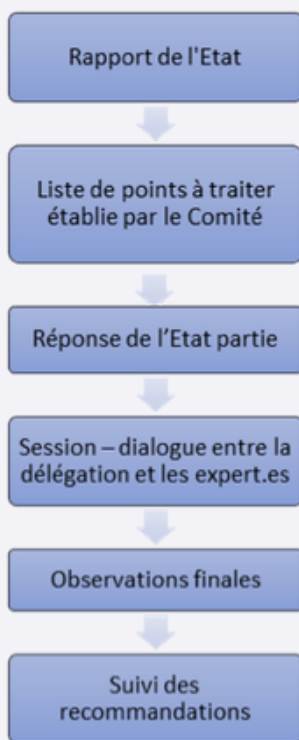 Rapport de l'Etat
Liste de points à traiter
établie par le Comité
Réponse de l’Etat partie
Session – dialogue entre la
délégation et les expert.es
Observations finales
Suivi des
recommandations